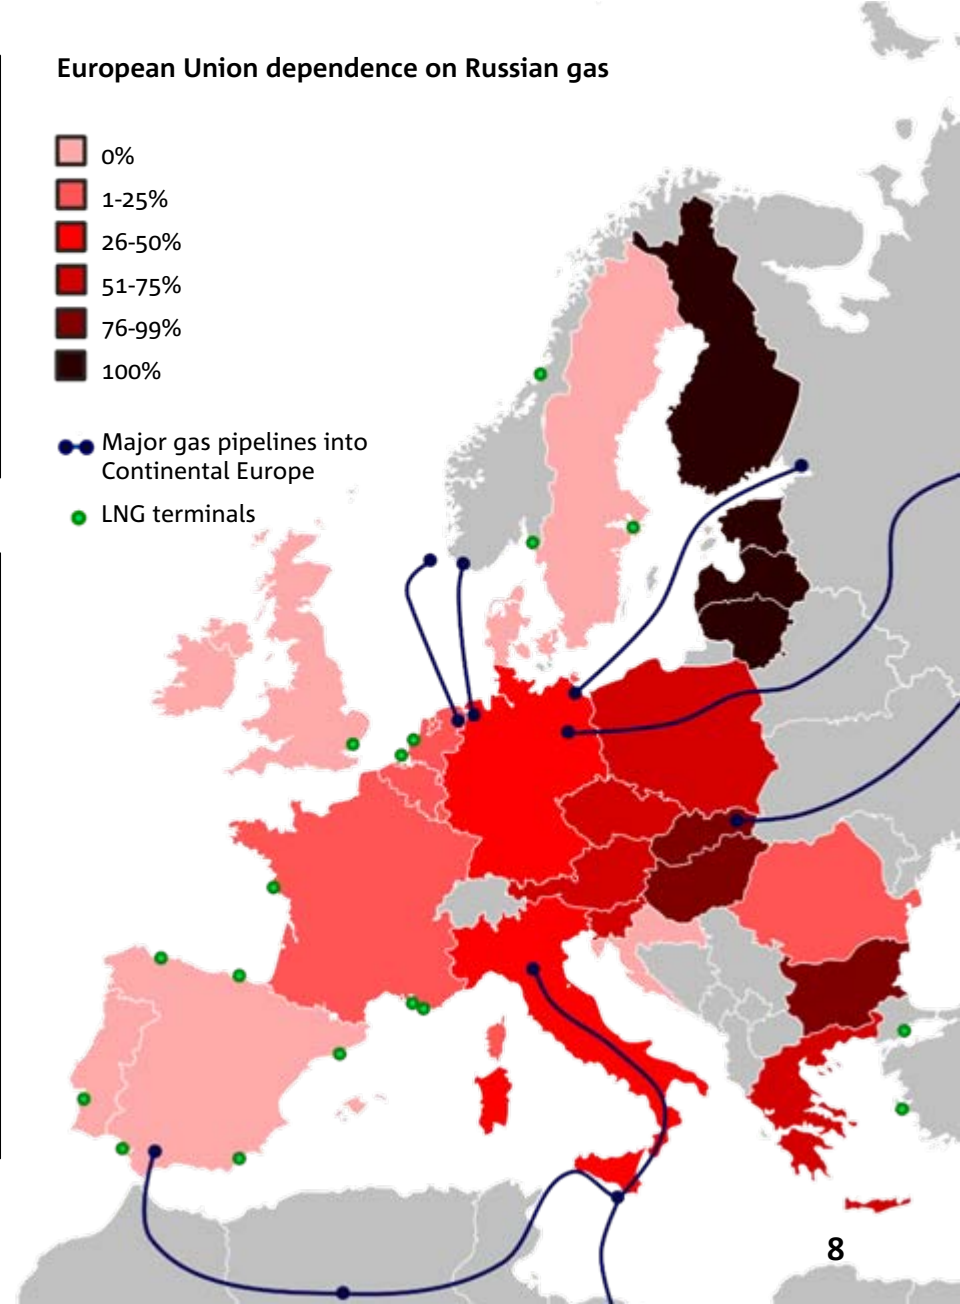 European Union dependence on Russian gas
0%
1-25%
26-50%
51-75%
76-99%
100%
Major gas pipelines into
Continental Europe
LNG terminals
8